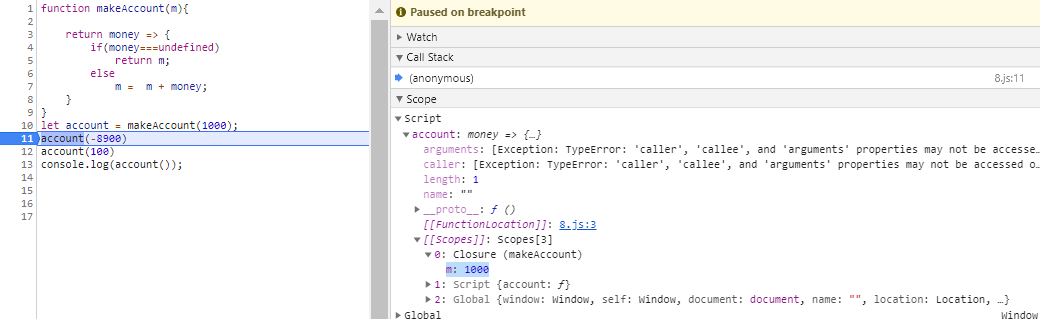 1 function makeAccount(m){
2
3 return money => {
4 if(money===undefined)
5 return m;
6 else
7 m =  m + money;
8 }
9 }
10 let account = makeAccount(1000);
11 account(-8900)
12 account(100)
13 console.log(account());
14
15
16
17
Paused on breakpoint
Watch
Call Stack
(anonymous) 8.js:11
Scope
Script
account: money => {…}
arguments: [Exception: TypeError: 'caller', 'callee', and 'arguments' properties may not be accesse…
caller: [Exception: TypeError: 'caller', 'callee', and 'arguments' properties may not be accessed o…
length: 1
name: ""
__proto__: ƒ ()
[[FunctionLocation]]: 8.js:3
[[Scopes]]: Scopes[3]
0: Closure (makeAccount)
m: 1000
1: Script {account: ƒ}
2: Global {window: Window, self: Window, document: document, name: "", location: Location, …}
Global Window